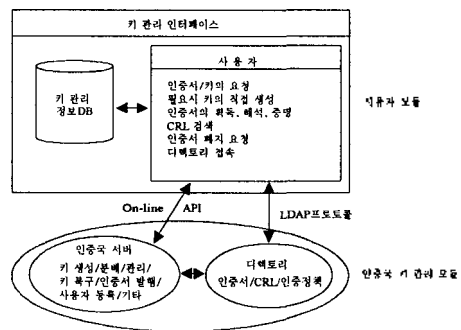 키 관리 인터페이스
사 용 자
인증서/키의 요청
필요시 키의 직접 생성
인증서의 획득, 해석, 증명
CRL 검색
인증서 폐지 요청
디렉토리 접속
키 관리
정보DB
모듈
On-line API
LDAP프로토콜
인증국 서버
키 생성/분배/관리/
키 복구/인증서 발행/
사용자 등록/기타
디렉토리
인증서/CRL/인증정책
인증국 키 관리 모듈